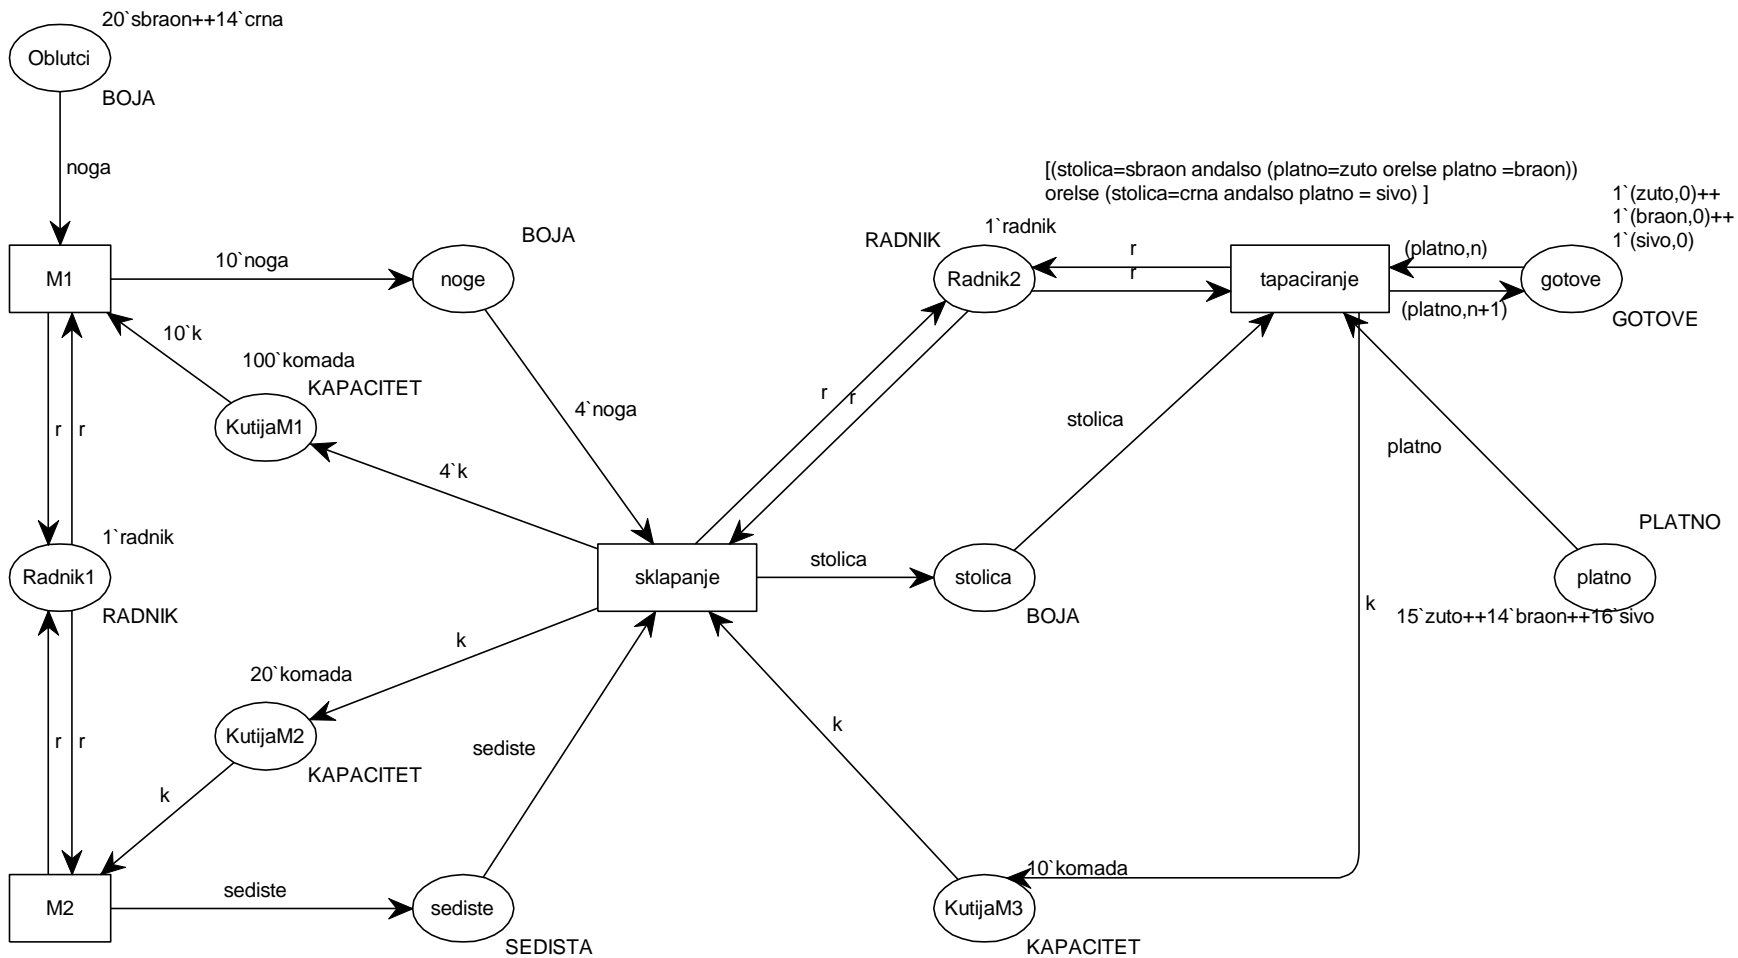 20`sbraon++14`crna
Oblutci
BOJA
noga
[(stolica=sbraon andalso (platno=zuto orelse platno =braon))
orelse (stolica=crna andalso platno = sivo) ]
1`(zuto,0)++
1`(braon,0)++
1`(sivo,0)
1`radnik
BOJA
RADNIK
r
(platno,n)
10`noga
M1
noge
Radnik2
r
tapaciranje
gotove
(platno,n+1)
GOTOVE
10`k
100`komada
KAPACITET
r
r
4`noga
stolica
KutijaM1
r
r
platno
4`k
PLATNO
1`radnik
stolica
Radnik1
sklapanje
stolica
platno
RADNIK
BOJA
k
15`zuto++14`braon++16`sivo
k
20`komada
k
KutijaM2
r
r
sediste
KAPACITET
k
10`komada
sediste
M2
sediste
KutijaM3
SEDISTA
KAPACITET